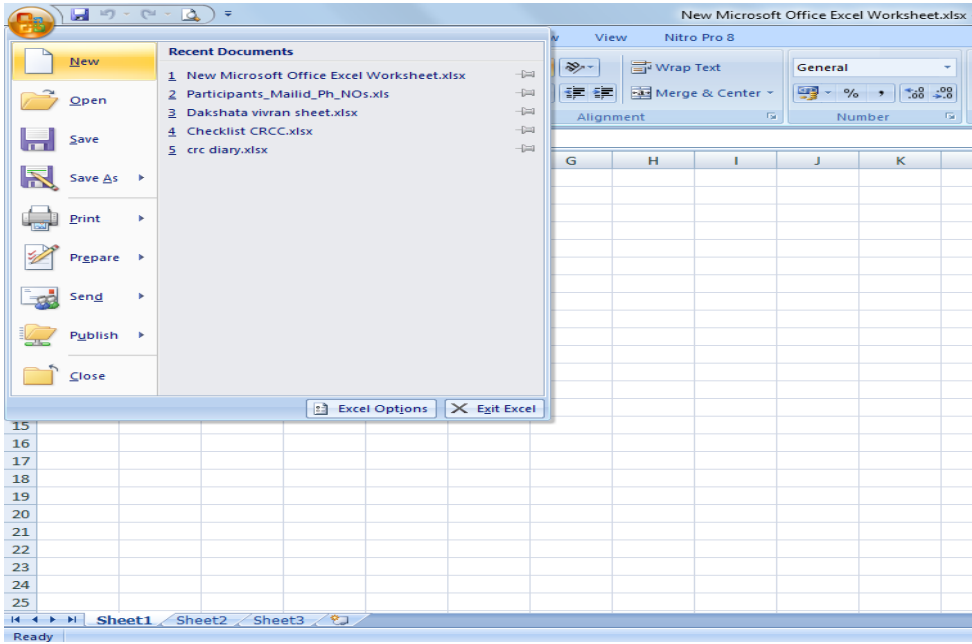 New Microsoft Office Excel Worksheet.xlsx
View Nitro Pro 8
New
Open
Save
Save As
Print
Prepare
Send
Publish
Close
Recent Documents
1 New Microsoft Office Excel Worksheet.xlsx
2 Participants_Mailid_Ph_NOs.xls
3 Dakshata vivran sheet.xlsx
4 Checklist CRCC.xlsx
5 crc diary.xlsx
Excel Options Exit Excel
Wrap Text
Merge & Center
Alignment
General
% , .00
Number
G H I J K
15
16
17
18
19
20
21
22
23
24
25
Sheet1 Sheet2 Sheet3
Ready